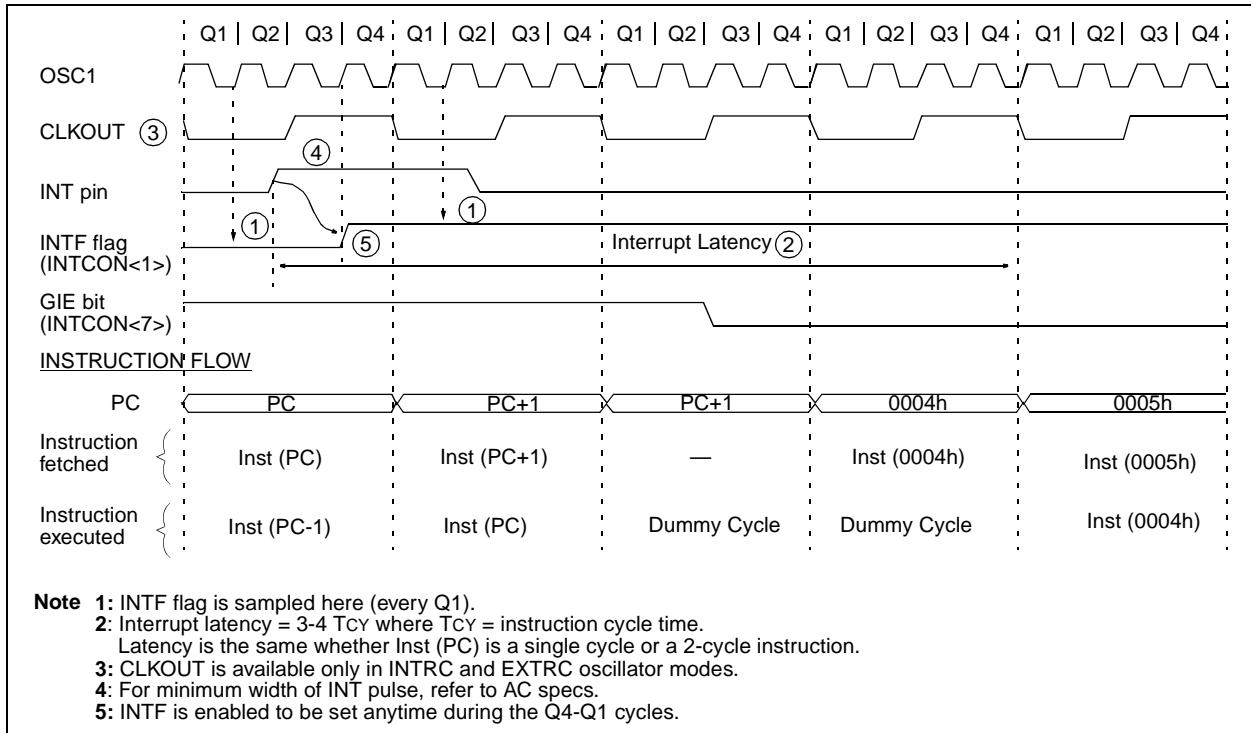 Q1 Q2 Q3 Q4 Q1 Q2 Q3 Q4 Q1 Q2 Q3 Q4 Q1 Q2 Q3 Q4 Q1 Q2 Q3 Q4
OSC1
CLKOUT 3
4
INT pin
1 1
INTF flag
(INTCON<1>)
5
Interrupt Latency 2
GIE bit
(INTCON<7>)
INSTRUCTION FLOW
PC PC PC+1 PC+1 0004h 0005h
Instruction
fetched
Inst (PC) Inst (PC+1) — Inst (0004h) Inst (0005h)
Instruction
executed
Inst (PC-1) Inst (PC) Dummy Cycle Dummy Cycle Inst (0004h)
Note 1: INTF flag is sampled here (every Q1).
2: Interrupt latency = 3-4 TCY where TCY = instruction cycle time.
Latency is the same whether Inst (PC) is a single cycle or a 2-cycle instruction.
3: CLKOUT is available only in INTRC and EXTRC oscillator modes.
4: For minimum width of INT pulse, refer to AC specs.
5: INTF is enabled to be set anytime during the Q4-Q1 cycles.